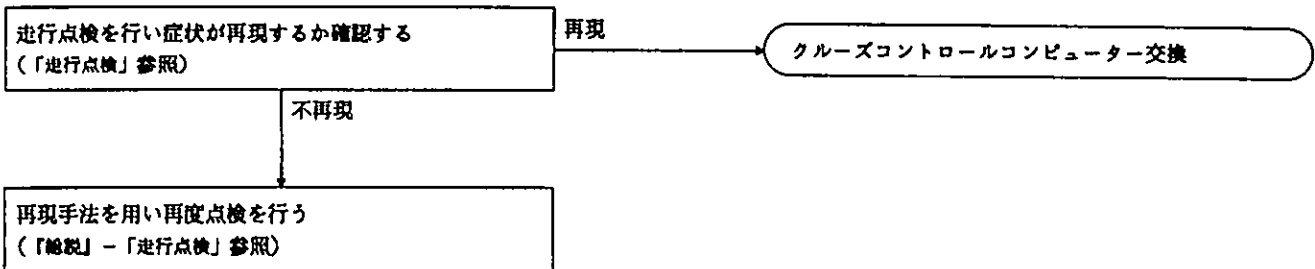 走行点検を行い症状が再現するか確認する
(「走行点検」参照)
再現
クルーズコントロールコンピューター交換
不再現
再現手法を用い再度点検を行う
(『総説』-「走行点検」参照)